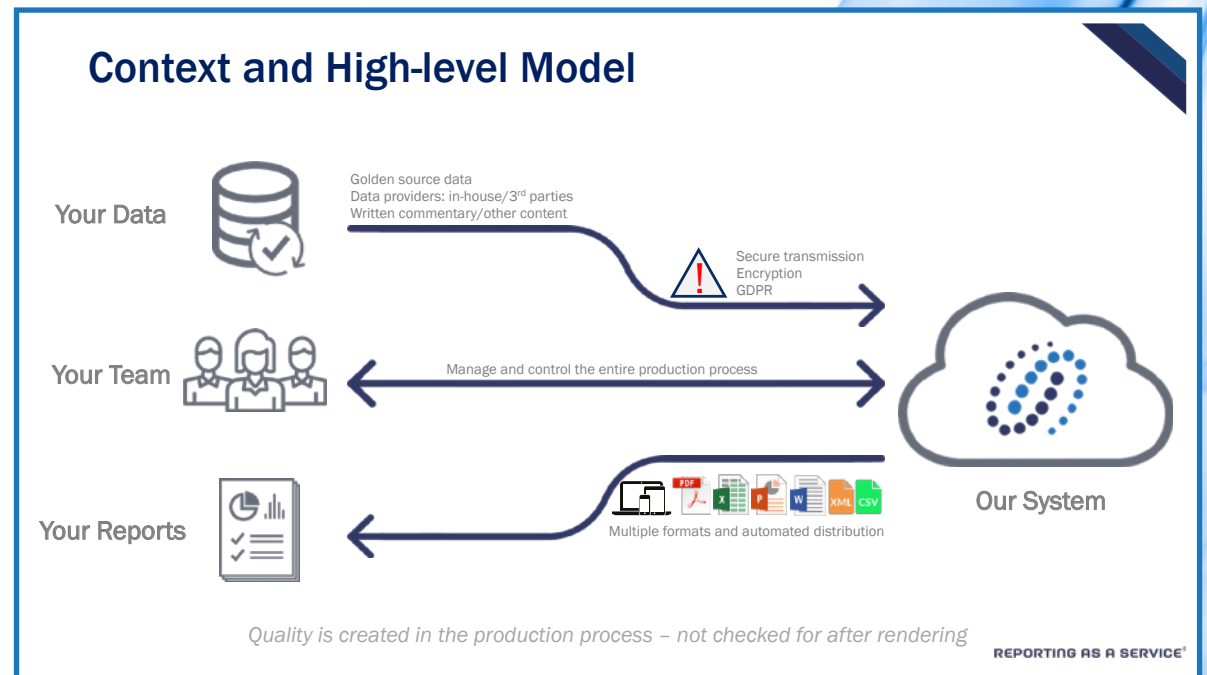 Context and High-level Model
Your Data
Golden source data
Data providers: in-house/3rd parties
Written commentary/other content
!
Secure transmission
Encryption
GDPR
Your Team
Manage and control the entire production process
Your Reports
PDF
X
P
W
XML
CSV
Multiple formats and automated distribution
Our System
Quality is created in the production process – not checked for after rendering
REPORTING AS A SERVICE®